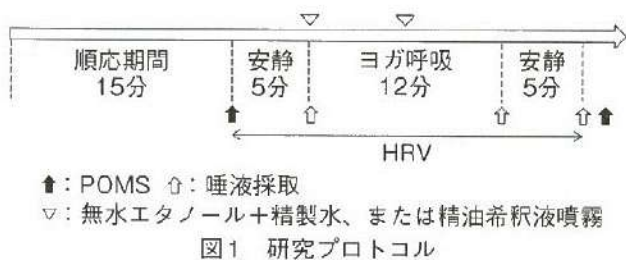 順応期間 安静 ヨガ呼吸 安静
15分 5分 12分 5分
HRV
⬆：POMS ⇧：唾液採取
▽：無水エタノール＋精製水、または精油希釈液噴霧
図1 研究プロトコル